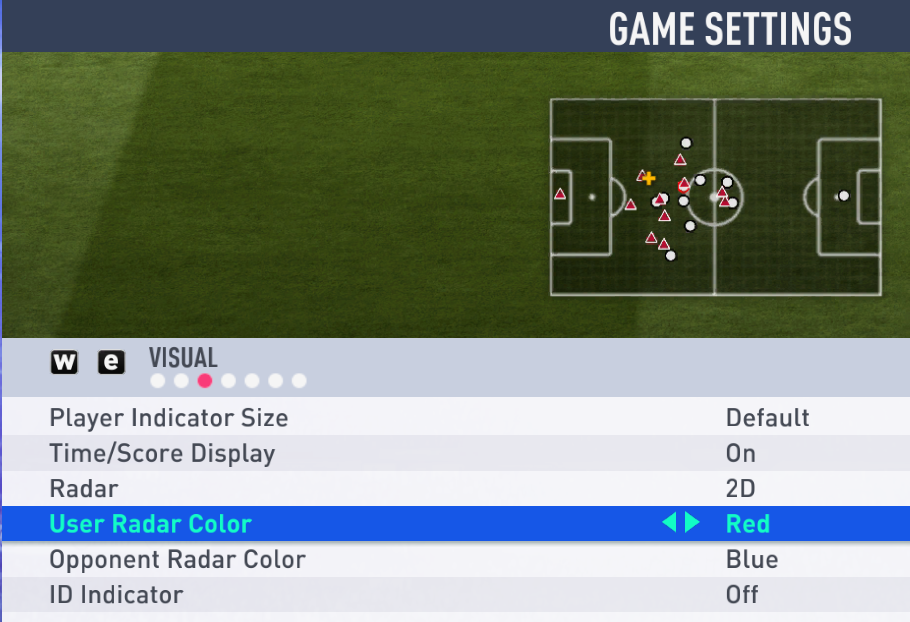 GAME SETTINGS
w e VISUAL
Player Indicator Size Default
Time/Score Display On
Radar 2D
User Radar Color Red
Opponent Radar Color Blue
ID Indicator Off